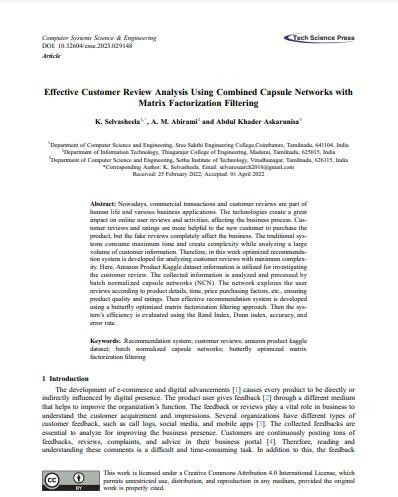 Computer Systems Science & Engineering
DOI: 10.32604/csse.2023.029148
Article
Tech Science Press
Effective Customer Review Analysis Using Combined Capsule Networks with
Matrix Factorization Filtering
K. Selvasheela1,*, A. M. Abirami2 and Abdul Khader Askarunisa3
1Department of Computer Science and Engineering, Sree Sakthi Engineering College,Coimbatore, Tamilnadu, 641104, India
2Department of Information Technology, Thiagarajar College of Engineering, Madurai, Tamilnadu, 625015, India
3Department of Computer Science and Engineering, Sethu Institute of Technology, Virudhunagar, Tamilnadu, 626115, India
*Corresponding Author: K. Selvasheela. Email: selvaresearch2016@gmail.com
Received: 25 February 2022; Accepted: 01 April 2022
Abstract: Nowadays, commercial transactions and customer reviews are part of
human life and various business applications. The technologies create a great
impact on online user reviews and activities, affecting the business process. Cus-
tomer reviews and ratings are more helpful to the new customer to purchase the
product, but the fake reviews completely affect the business. The traditional sys-
tems consume maximum time and create complexity while analyzing a large
volume of customer information. Therefore, in this work optimized recommenda-
tion system is developed for analyzing customer reviews with minimum complex-
ity. Here, Amazon Product Kaggle dataset information is utilized for investigating
the customer review. The collected information is analyzed and processed by
batch normalized capsule networks (NCN). The network explores the user
reviews according to product details, time, price purchasing factors, etc., ensuring
product quality and ratings. Then effective recommendation system is developed
using a butterfly optimized matrix factorization filtering approach. Then the sys-
tem's efficiency is evaluated using the Rand Index, Dunn index, accuracy, and
error rate.
Keywords: Recommendation system; customer reviews; amazon product kaggle
dataset; batch normalized capsule networks; butterfly optimized matrix
factorization filtering
1 Introduction
The development of e-commerce and digital advancements [1] causes every product to be directly or
indirectly influenced by digital presence. The product user gives feedback [2] through a different medium
that helps to improve the organization's function. The feedback or reviews play a vital role in business to
understand the customer acquirement and impressions. Several organizations have different types of
customer feedback, such as call logs, social media, and mobile apps [3]. The collected feedbacks are
essential to analyze for improving the business presence. Customers are continuously posting tons of
feedbacks, reviews, complaints, and advice in their business portal [4]. Therefore, reading and
understanding these comments is a difficult and time-consuming task. In addition to this, the feedback
cc BY
This work is licensed under a Creative Commons Attribution 4.0 International License, which
permits unrestricted use, distribution, and reproduction in any medium, provided the original
work is properly cited.